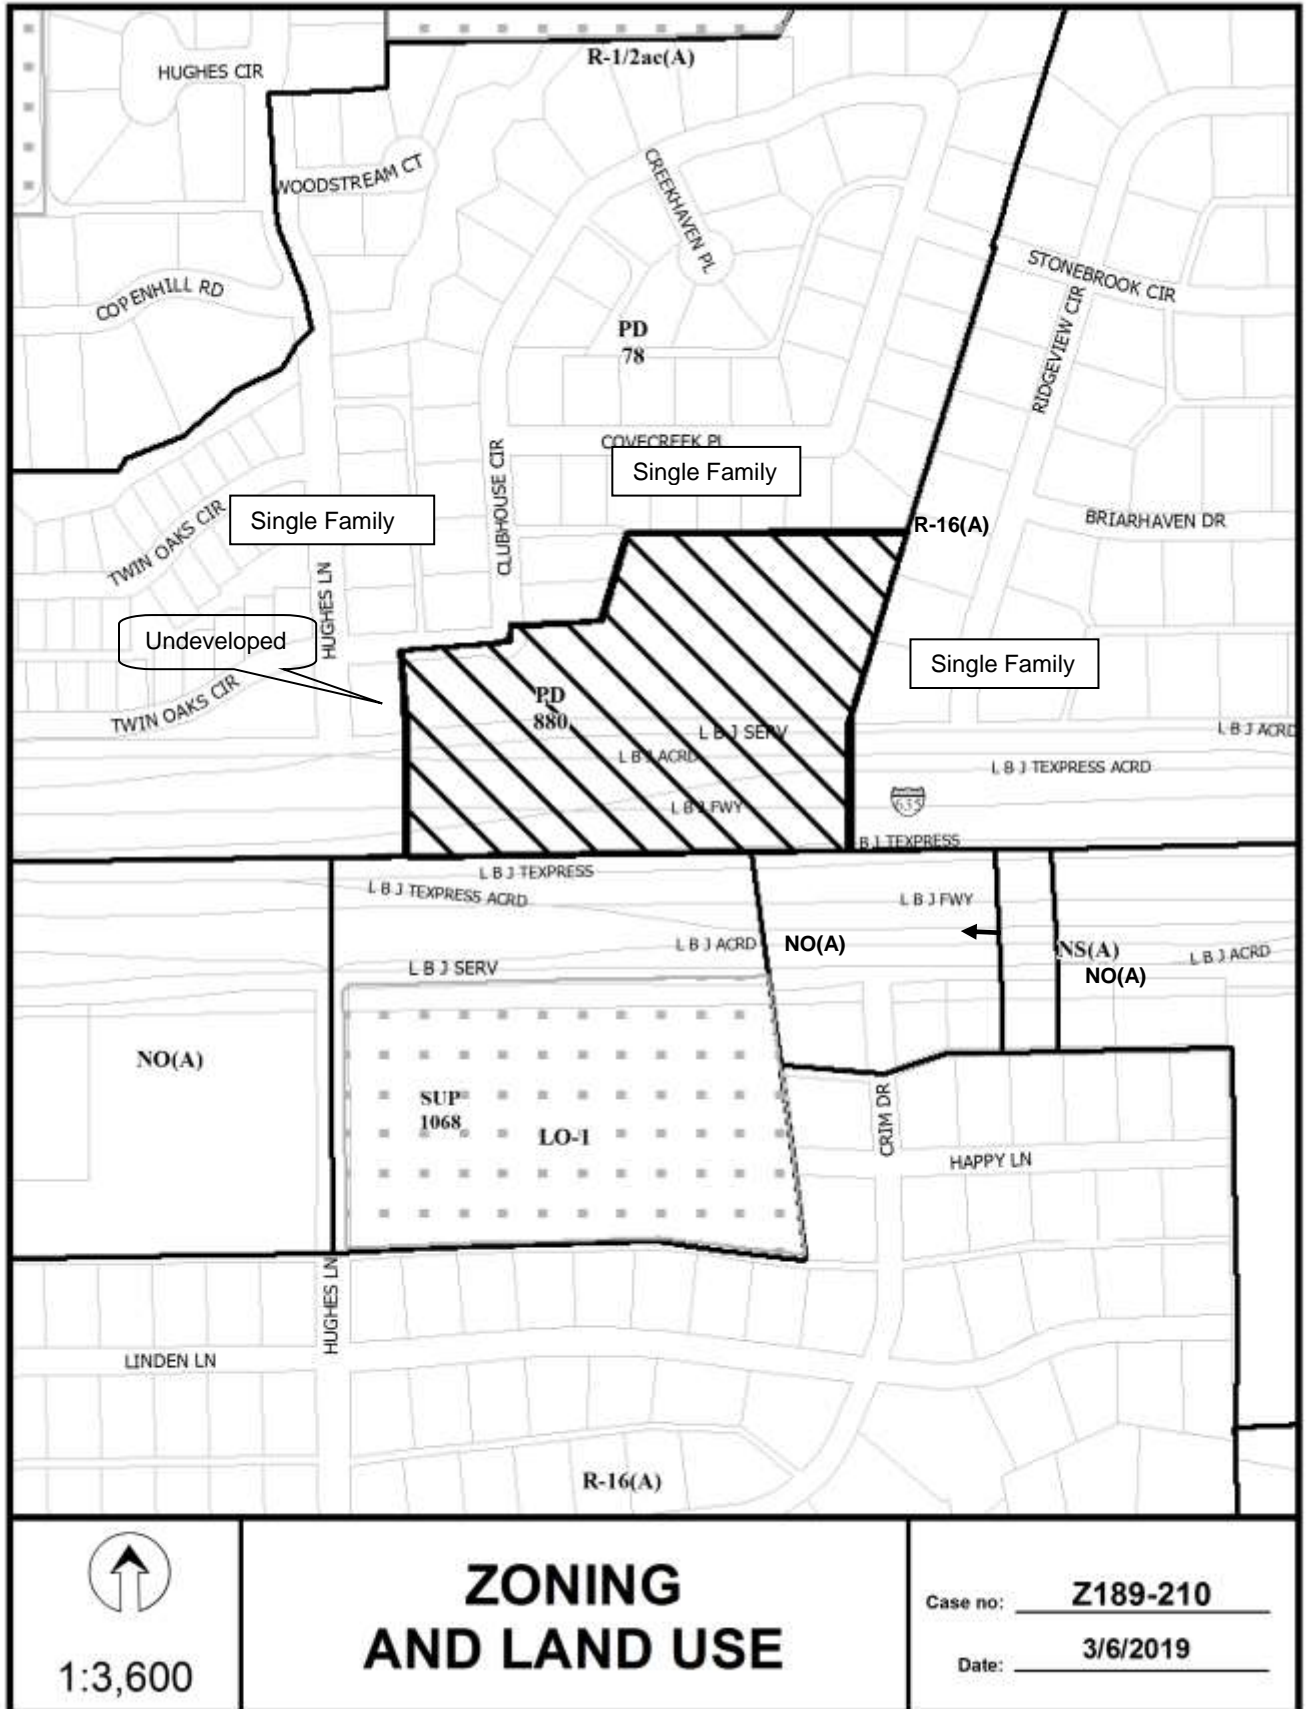 R-1/2ac(A)
HUGHES CIR
WOODSTREAM CT
CREEKHAVEN PL
COPENHILL RD
STONEBROOK CIR
PD
78
RIDGEVIEW CIR
COVECREEK PL
CLUBHOUSE CIR
Single Family
TWIN OAKS CIR
Single Family
R-16(A)
BRIARHAVEN DR
HUGHES LN
Undeveloped
Single Family
TWIN OAKS CIR
PD
880
L B J SERV
L B J ACRD
L B J ACRD
L B J TEXPRESS ACRD
L B J FWY
635
B J TEXPRESS
L B J TEXPRESS
L B J TEXPRESS ACRD
L B J FWY
L B J ACRD
NO(A)
NS(A)
L B J ACRD
L B J SERV
NO(A)
NO(A)
SUP
1068
LO-1
CRIM DR
HAPPY LN
HUGHES LN
LINDEN LN
R-16(A)
1:3,600
ZONING
AND LAND USE
Case no: Z189-210
Date: 3/6/2019